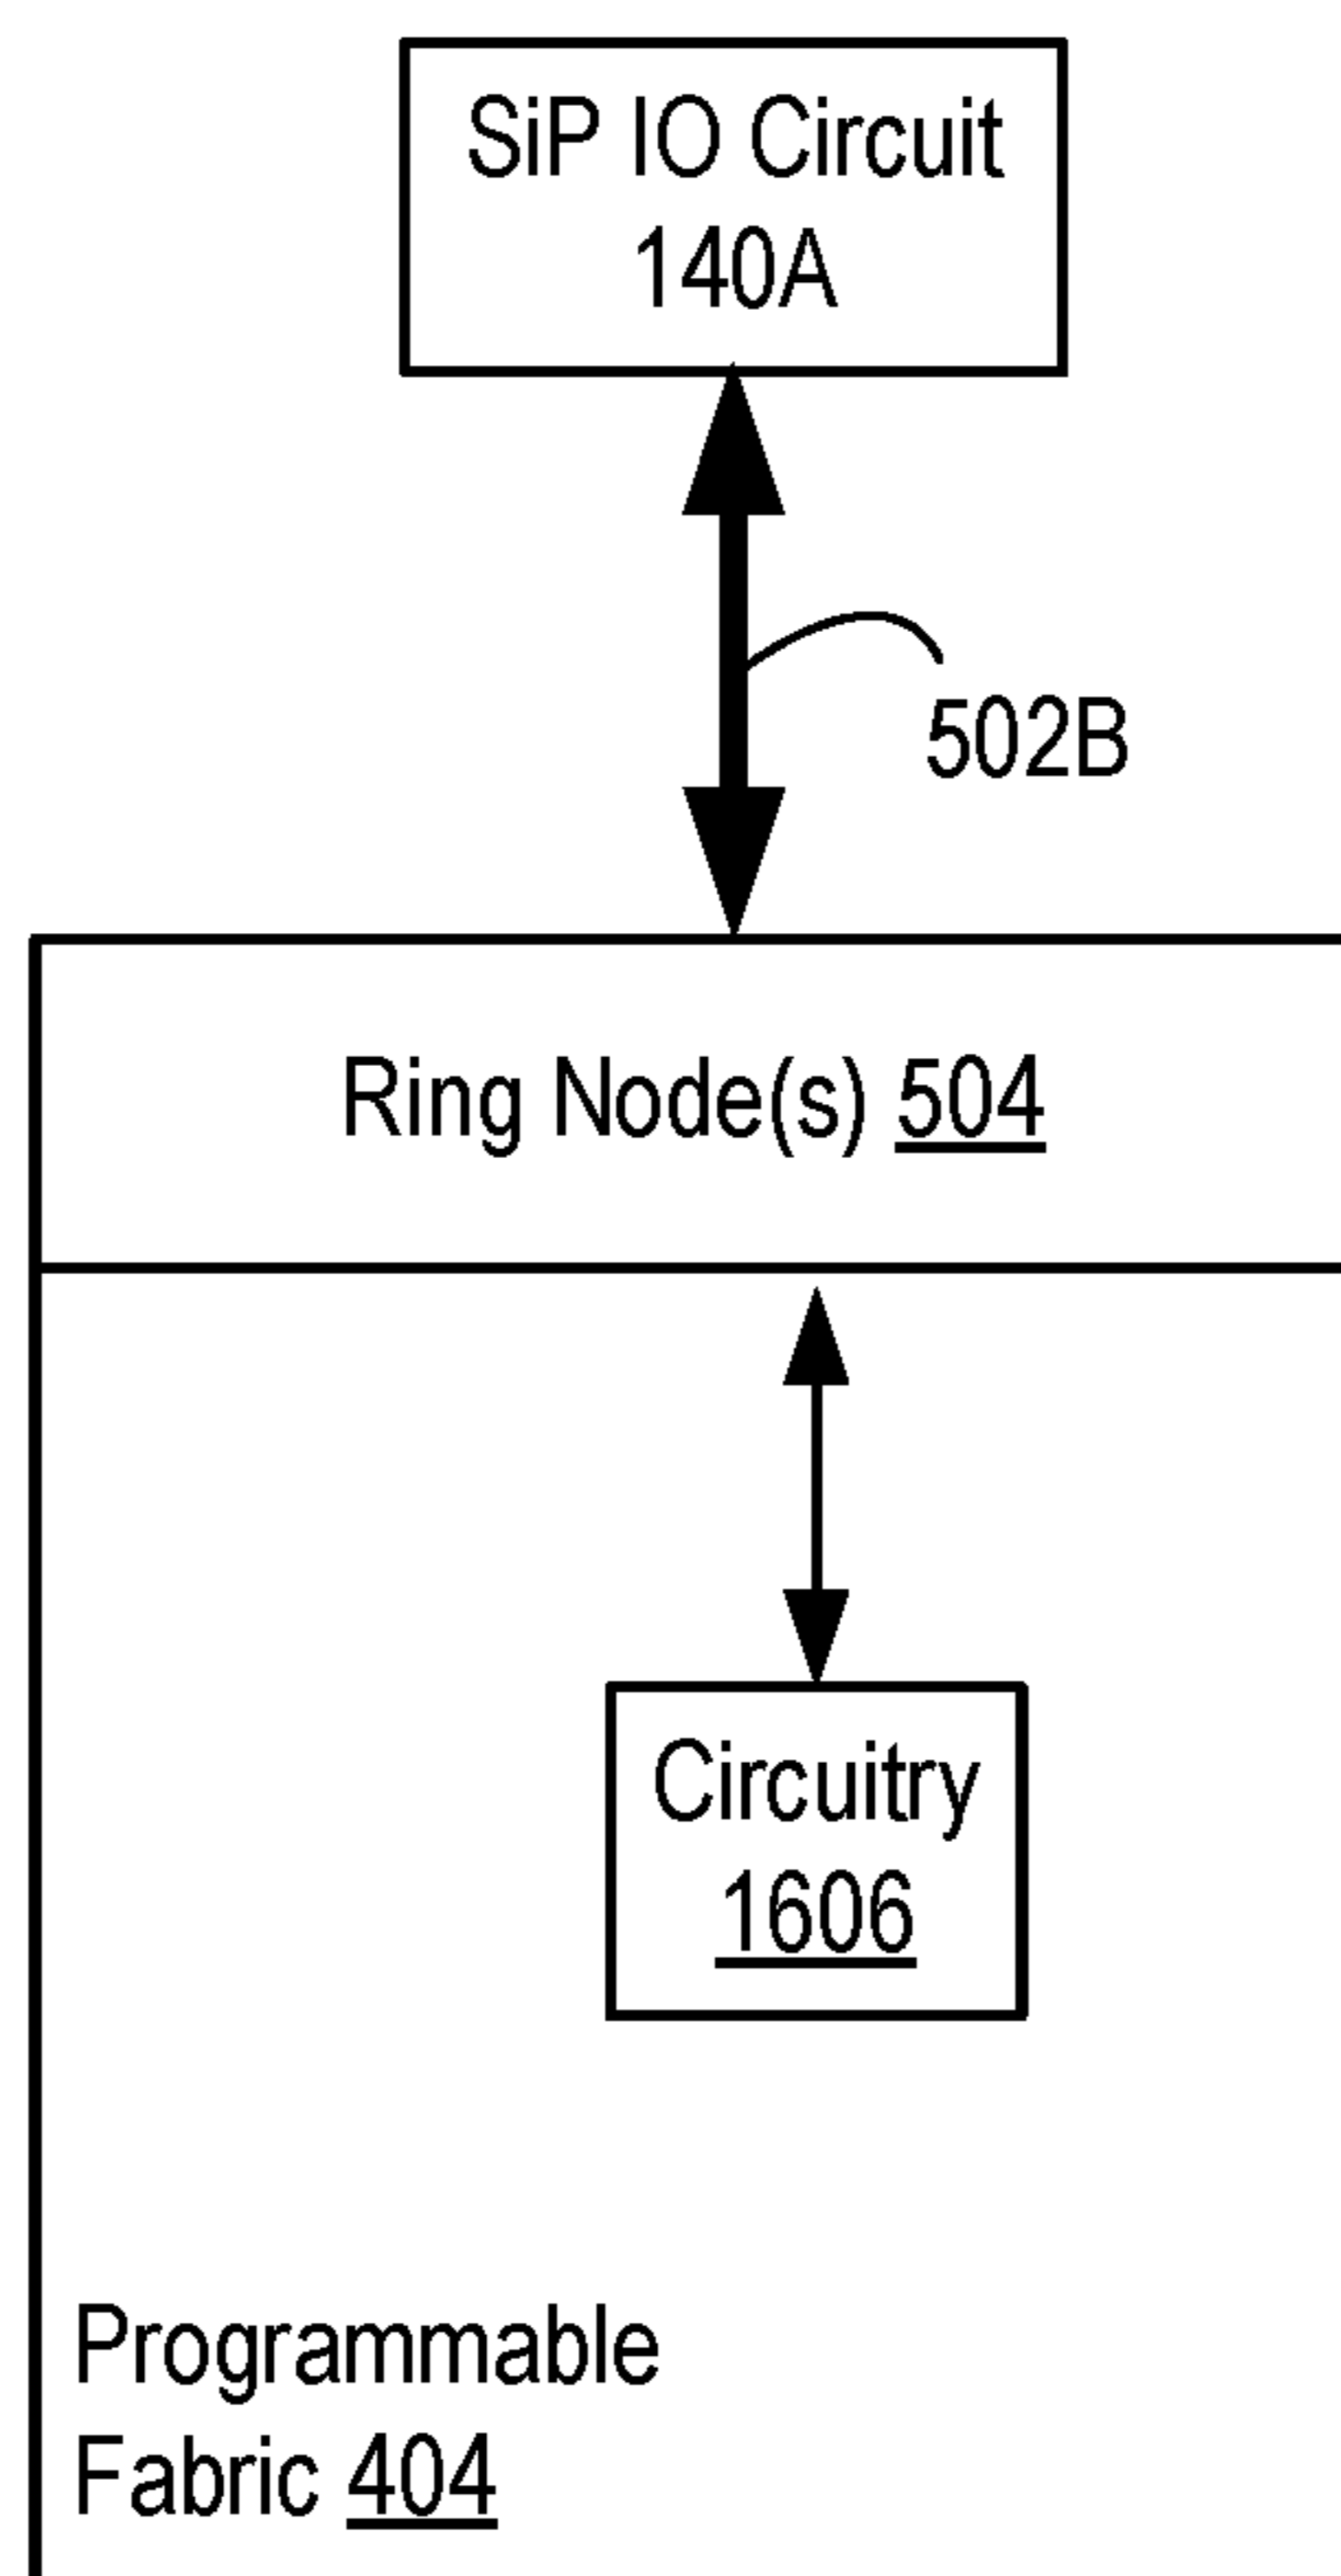 SiP IO Circuit
140A
502B
Ring Node(s) 504
Circuitry
1606
Programmable
Fabric 404